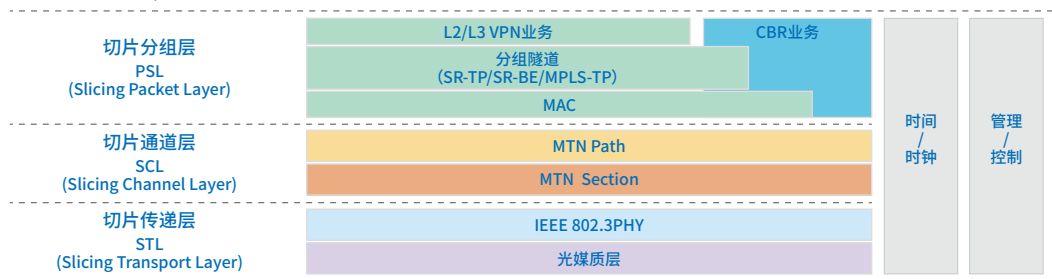 切片分组层
PSL
(Slicing Packet Layer)
L2/L3 VPN业务
CBR业务
分组隧道
(SR-TP/SR-BE/MPLS-TP)
MAC
切片通道层
SCL
(Slicing Channel Layer)
MTN Path
MTN Section
切片传递层
STL
(Slicing Transport Layer)
IEEE 802.3PHY
光媒质层
时间
/
时钟
管理
/
控制